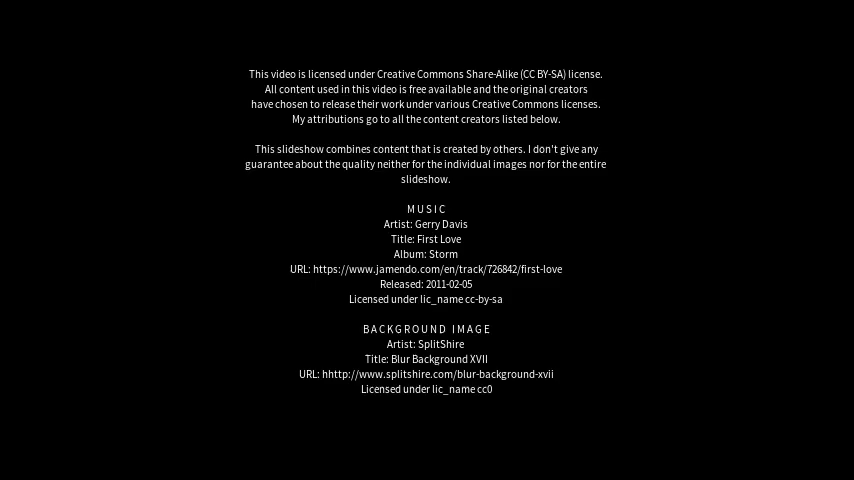 This video is licensed under Creative Commons Share-Alike (CC BY-SA) license.
All content used in this video is free available and the original creators
have chosen to release their work under various Creative Commons licenses.
My attributions go to all the content creators listed below.
This slideshow combines content that is created by others. I don't give any
guarantee about the quality neither for the individual images nor for the entire
slideshow.
MUSIC
Artist: Gerry Davis
Title: First Love
Album: Storm
URL: https://www.jamendo.com/en/track/726842/first-love
Released: 2011-02-05
Licensed under lic_name cc-by-sa
BACKGROUND IMAGE
Artist: SplitShire
Title: Blur Background XVII
URL: hhttp://www.splitshire.com/blur-background-xvii
Licensed under lic_name cc0